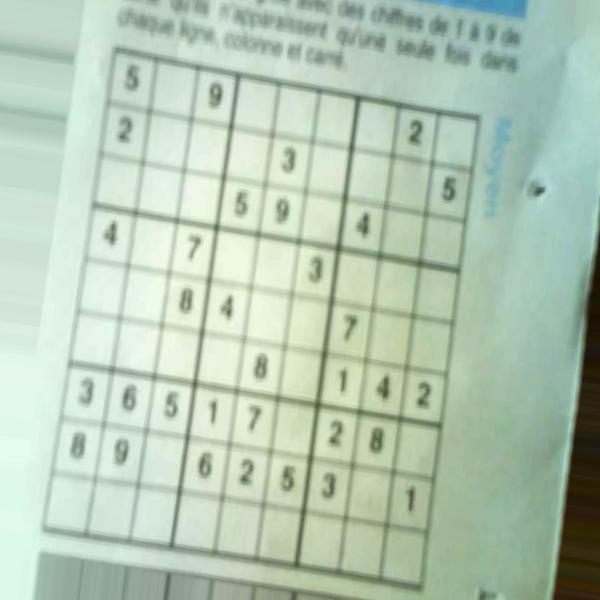 avec des chiffres de 1 à 9 de
qu'ils n'apparaissent qu'une seule fois dans
chaque ligne, colonne et carré.
Moyen
5 9 2
2 3 5
5 9 4
4 7 3
8 4 7
8 1 4 2
3 6 5 1 7 2 8
8 9 6 2 5 3 1